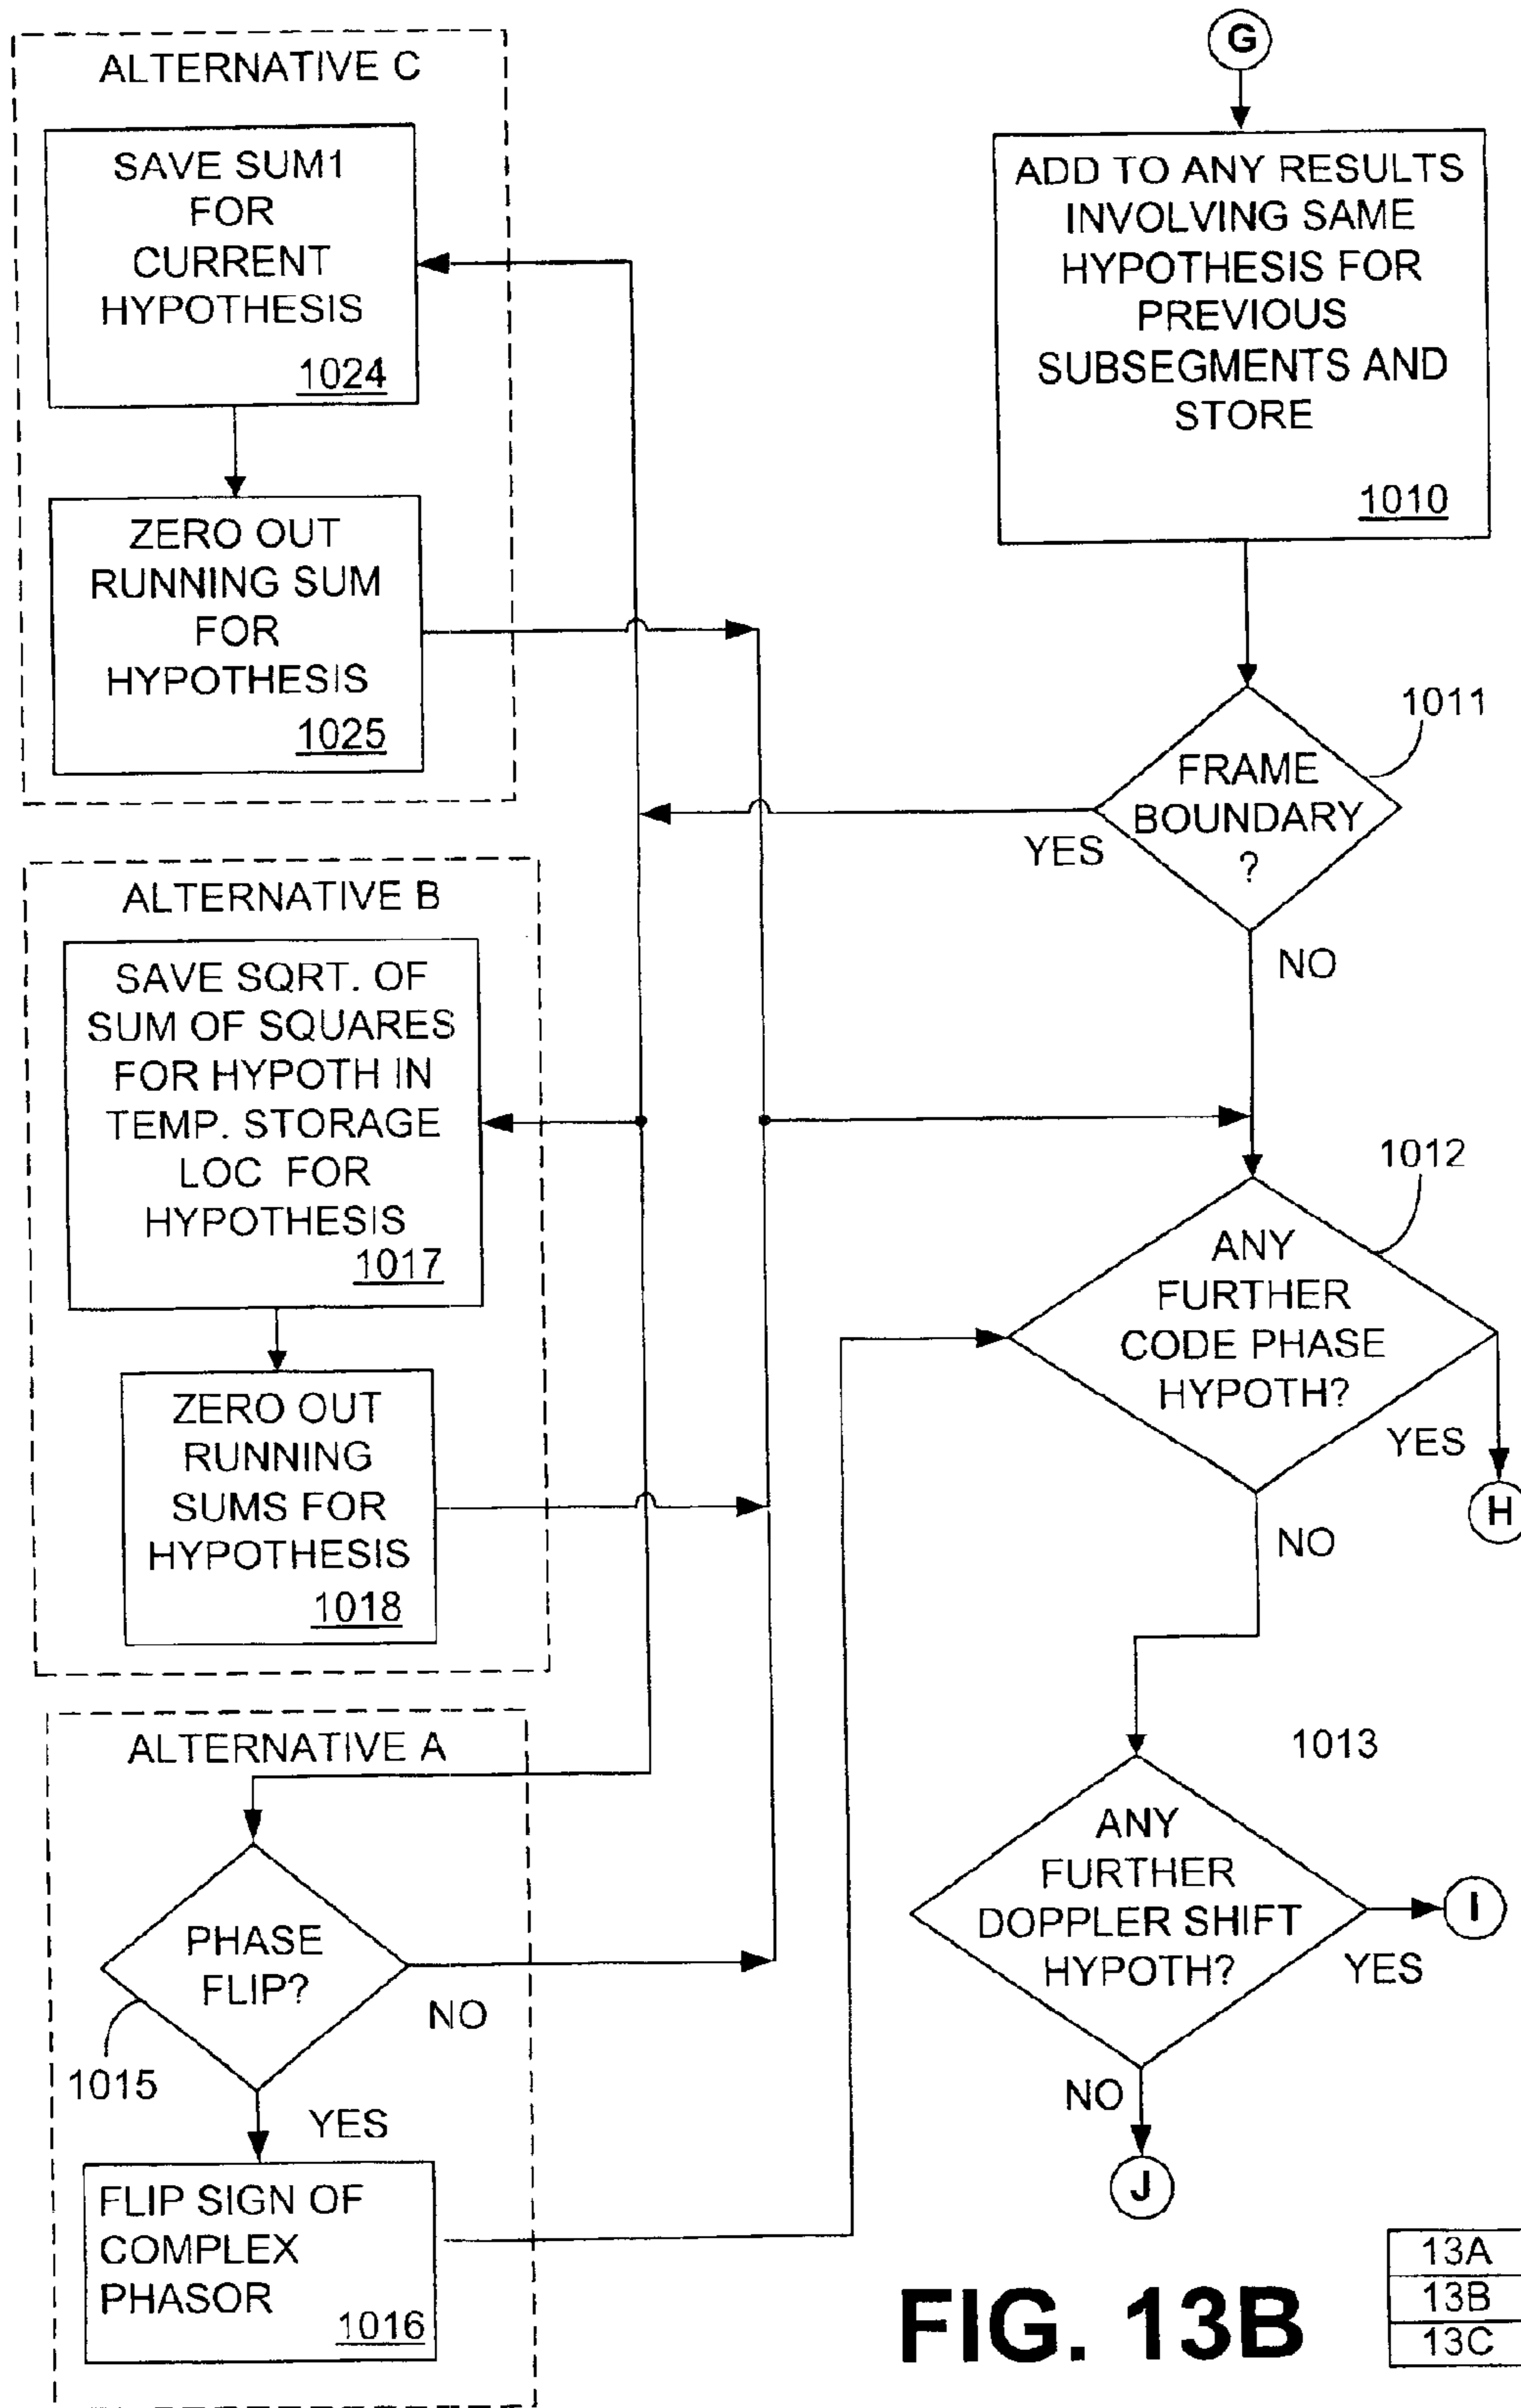 ALTERNATIVE C
SAVE SUM1
FOR
CURRENT
HYPOTHESIS
1024
ZERO OUT
RUNNING SUM
FOR
HYPOTHESIS
1025
ALTERNATIVE B
SAVE SQRT. OF
SUM OF SQUARES
FOR HYPOTH IN
TEMP. STORAGE
LOC FOR
HYPOTHESIS
1017
ZERO OUT
RUNNING
SUMS FOR
HYPOTHESIS
1018
ALTERNATIVE A
PHASE
FLIP?
NO
1015
YES
FLIP SIGN OF
COMPLEX
PHASOR
1016
G
ADD TO ANY RESULTS
INVOLVING SAME
HYPOTHESIS FOR
PREVIOUS
SUBSEGMENTS AND
STORE
1010
1011
FRAME
BOUNDARY
?
YES
NO
1012
ANY
FURTHER
CODE PHASE
HYPOTH?
YES
H
NO
1013
ANY
FURTHER
DOPPLER SHIFT
HYPOTH?
I
YES
NO
J
FIG. 13B
13A
13B
13C